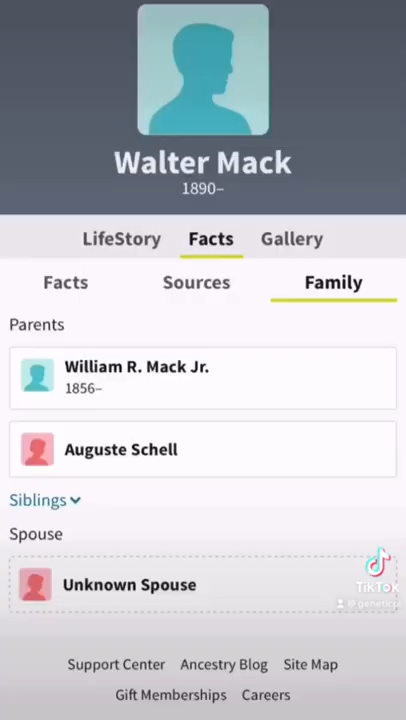 Walter Mack
1890–
LifeStory Facts Gallery
Facts Sources Family
Parents
William R. Mack Jr.
1856–
Auguste Schell
Siblings
Spouse
Unknown Spouse
TikTok
Support Center Ancestry Blog Site Map
Gift Memberships Careers